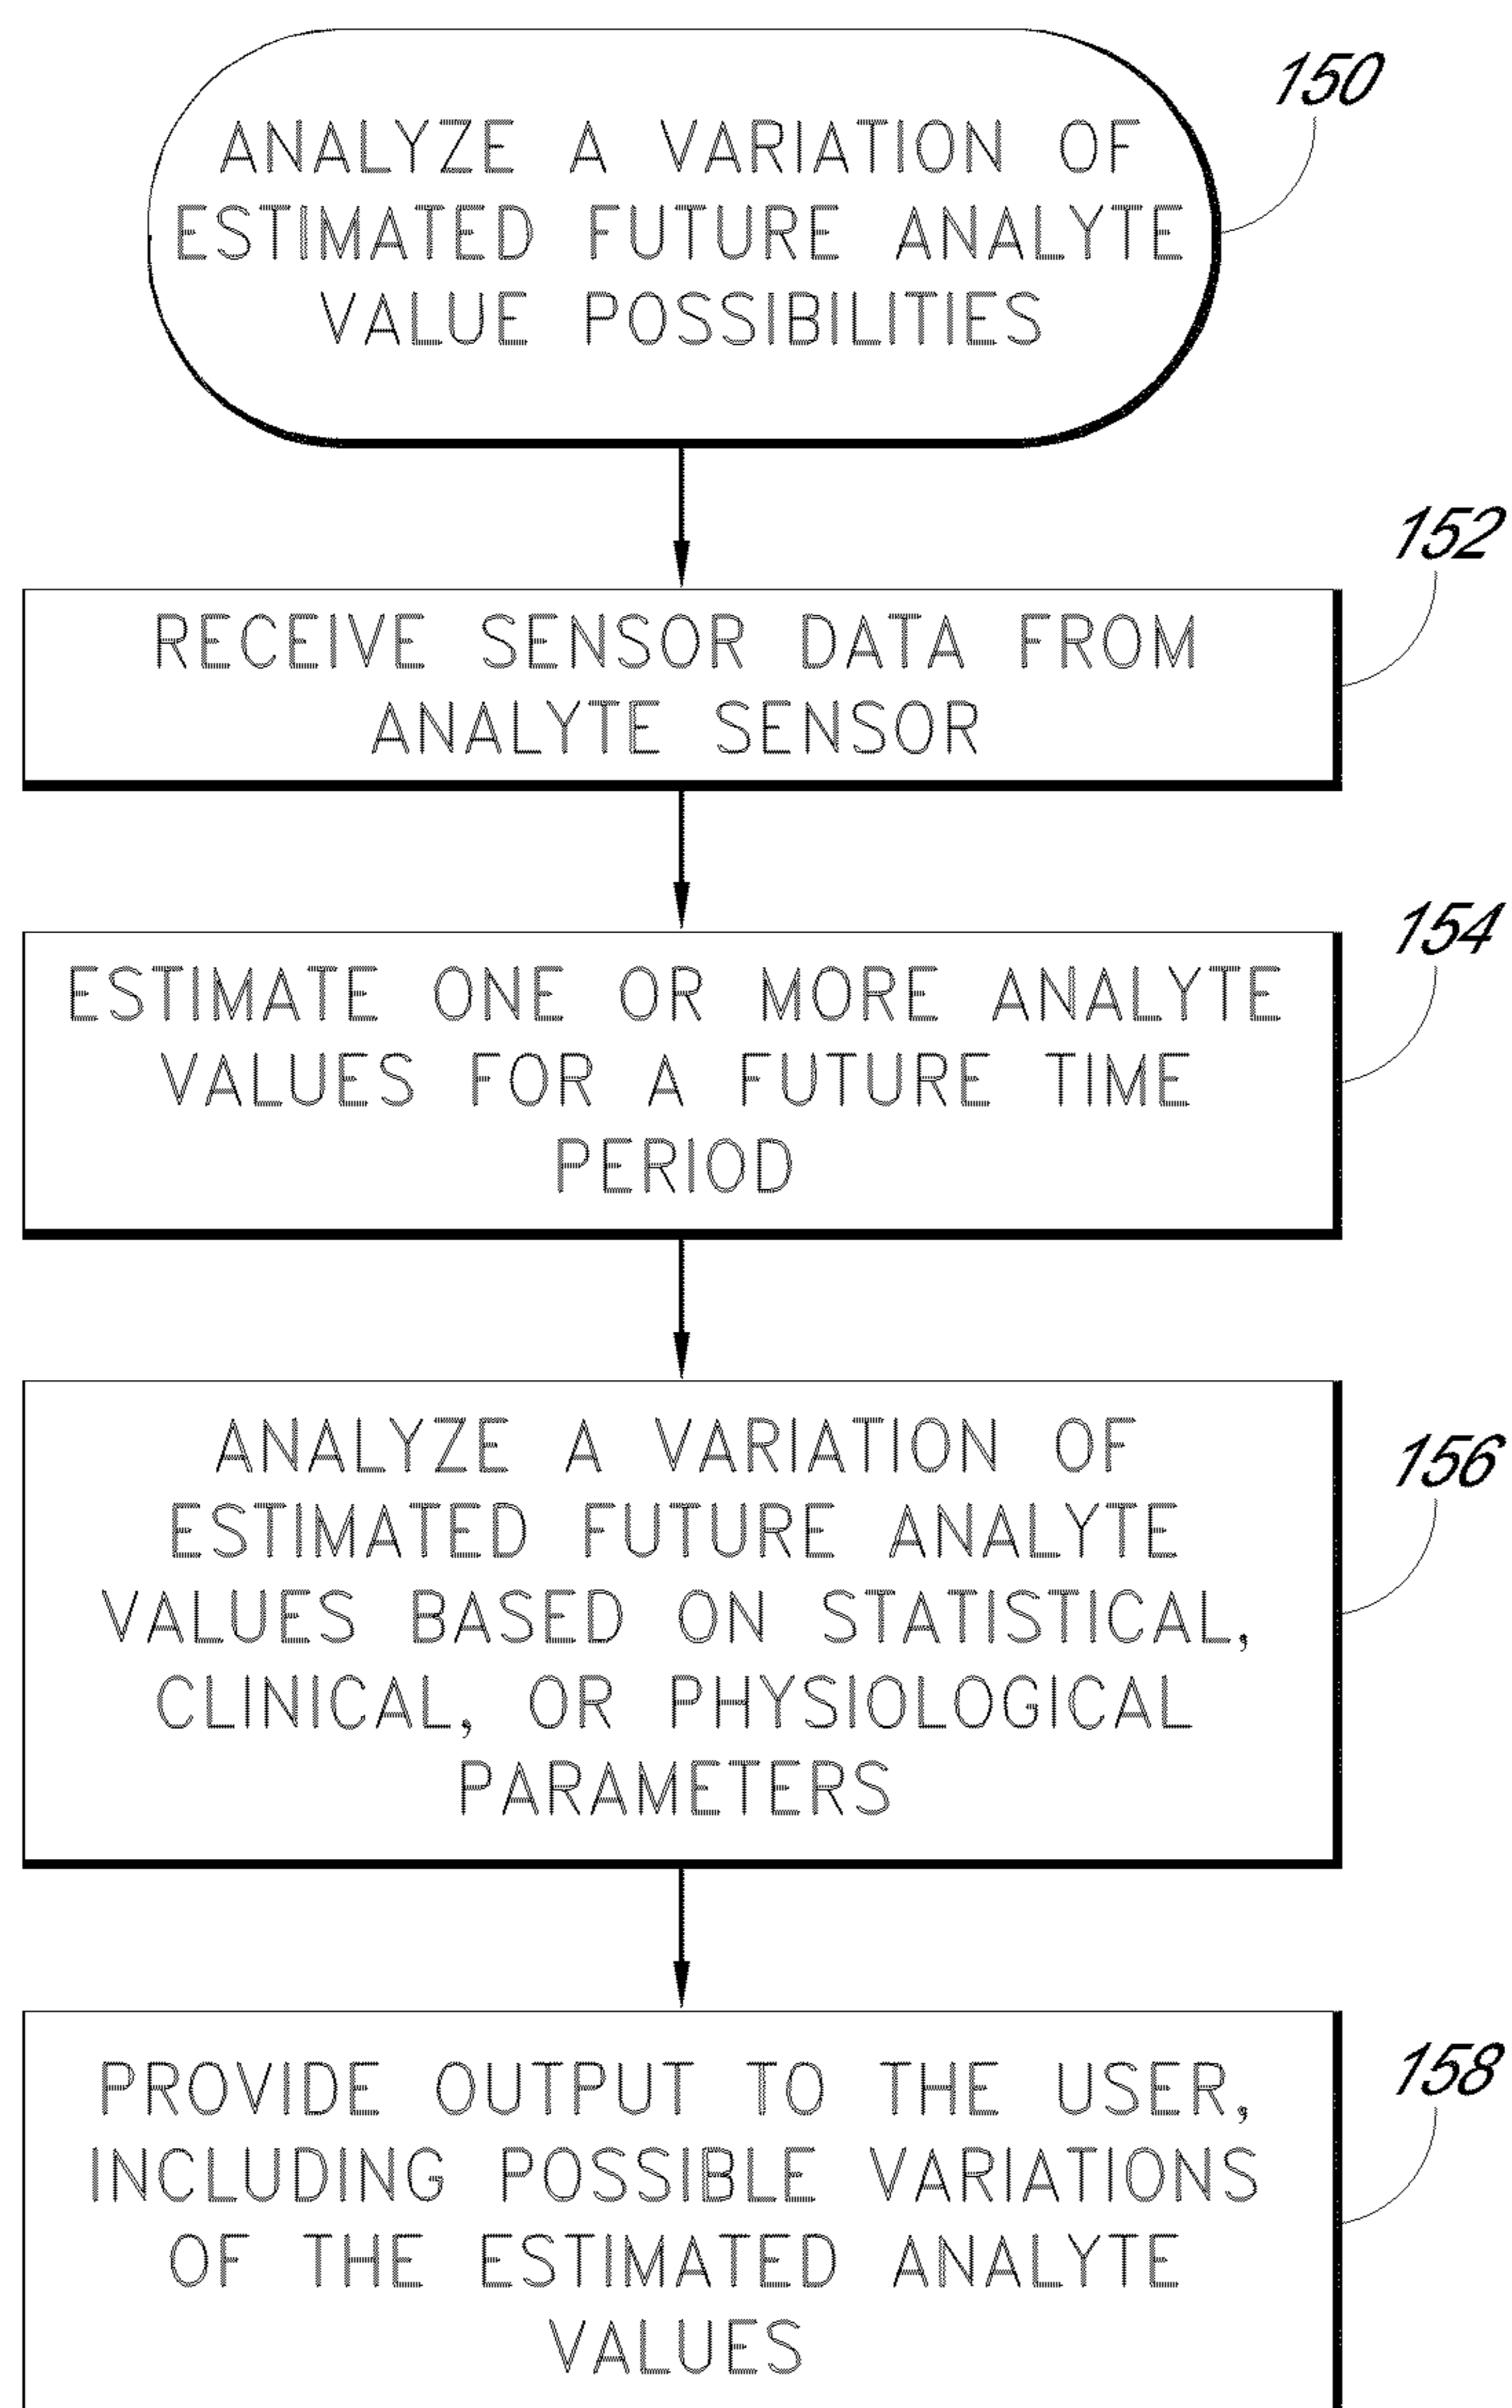 150
ANALYZE A VARIATION OF
ESTIMATED FUTURE ANALYTE
VALUE POSSIBILITIES
152
RECEIVE SENSOR DATA FROM
ANALYTE SENSOR
154
ESTIMATE ONE OR MORE ANALYTE
VALUES FOR A FUTURE TIME
PERIOD
156
ANALYZE A VARIATION OF
ESTIMATED FUTURE ANALYTE
VALUES BASED ON STATISTICAL,
CLINICAL, OR PHYSIOLOGICAL
PARAMETERS
158
PROVIDE OUTPUT TO THE USER,
INCLUDING POSSIBLE VARIATIONS
OF THE ESTIMATED ANALYTE
VALUES